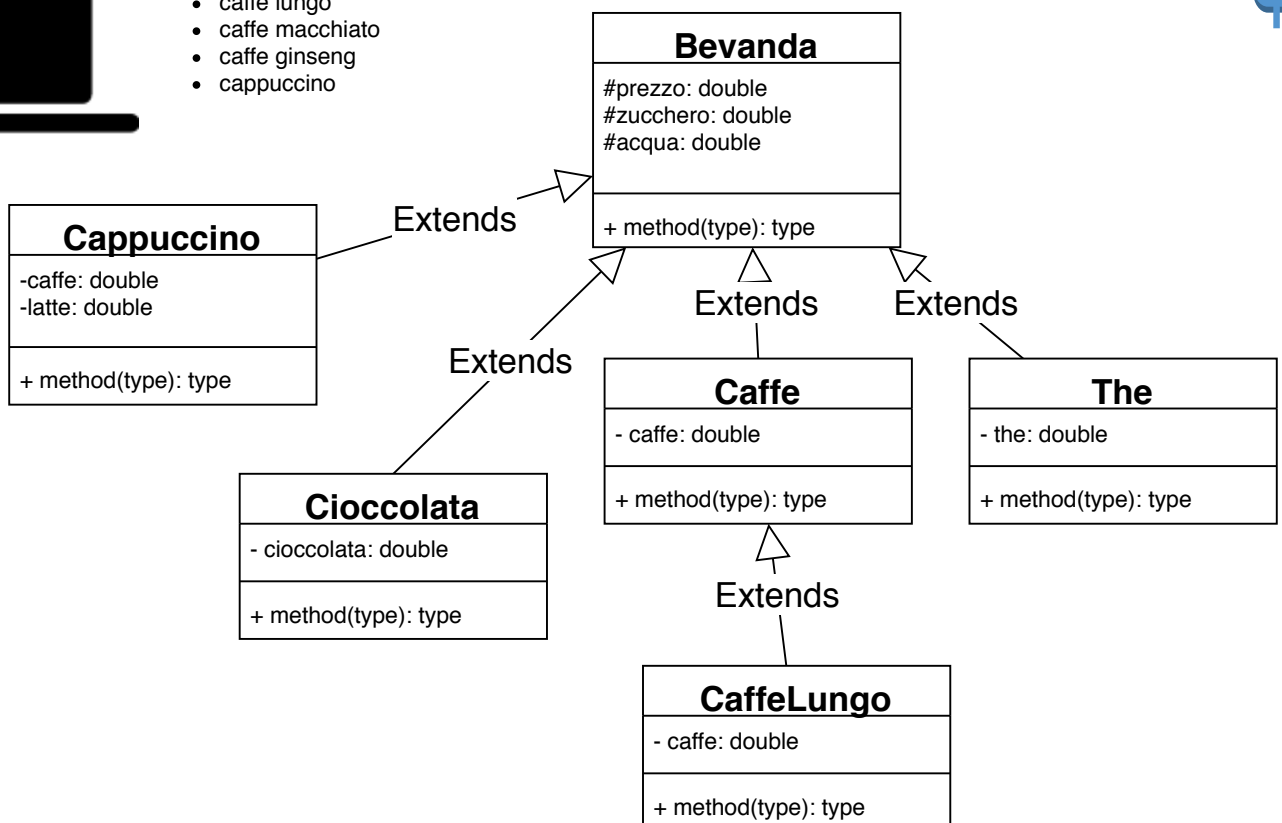 caffe lungo
caffe macchiato
caffe ginseng
cappuccino
Bevanda
#prezzo: double
#zucchero: double
#acqua: double
+ method(type): type
Extends
Cappuccino
-caffe: double
-latte: double
+ method(type): type
Extends
Extends
Extends
Caffe
- caffe: double
+ method(type): type
The
- the: double
+ method(type): type
Cioccolata
- cioccolata: double
+ method(type): type
Extends
CaffeLungo
- caffe: double
+ method(type): type